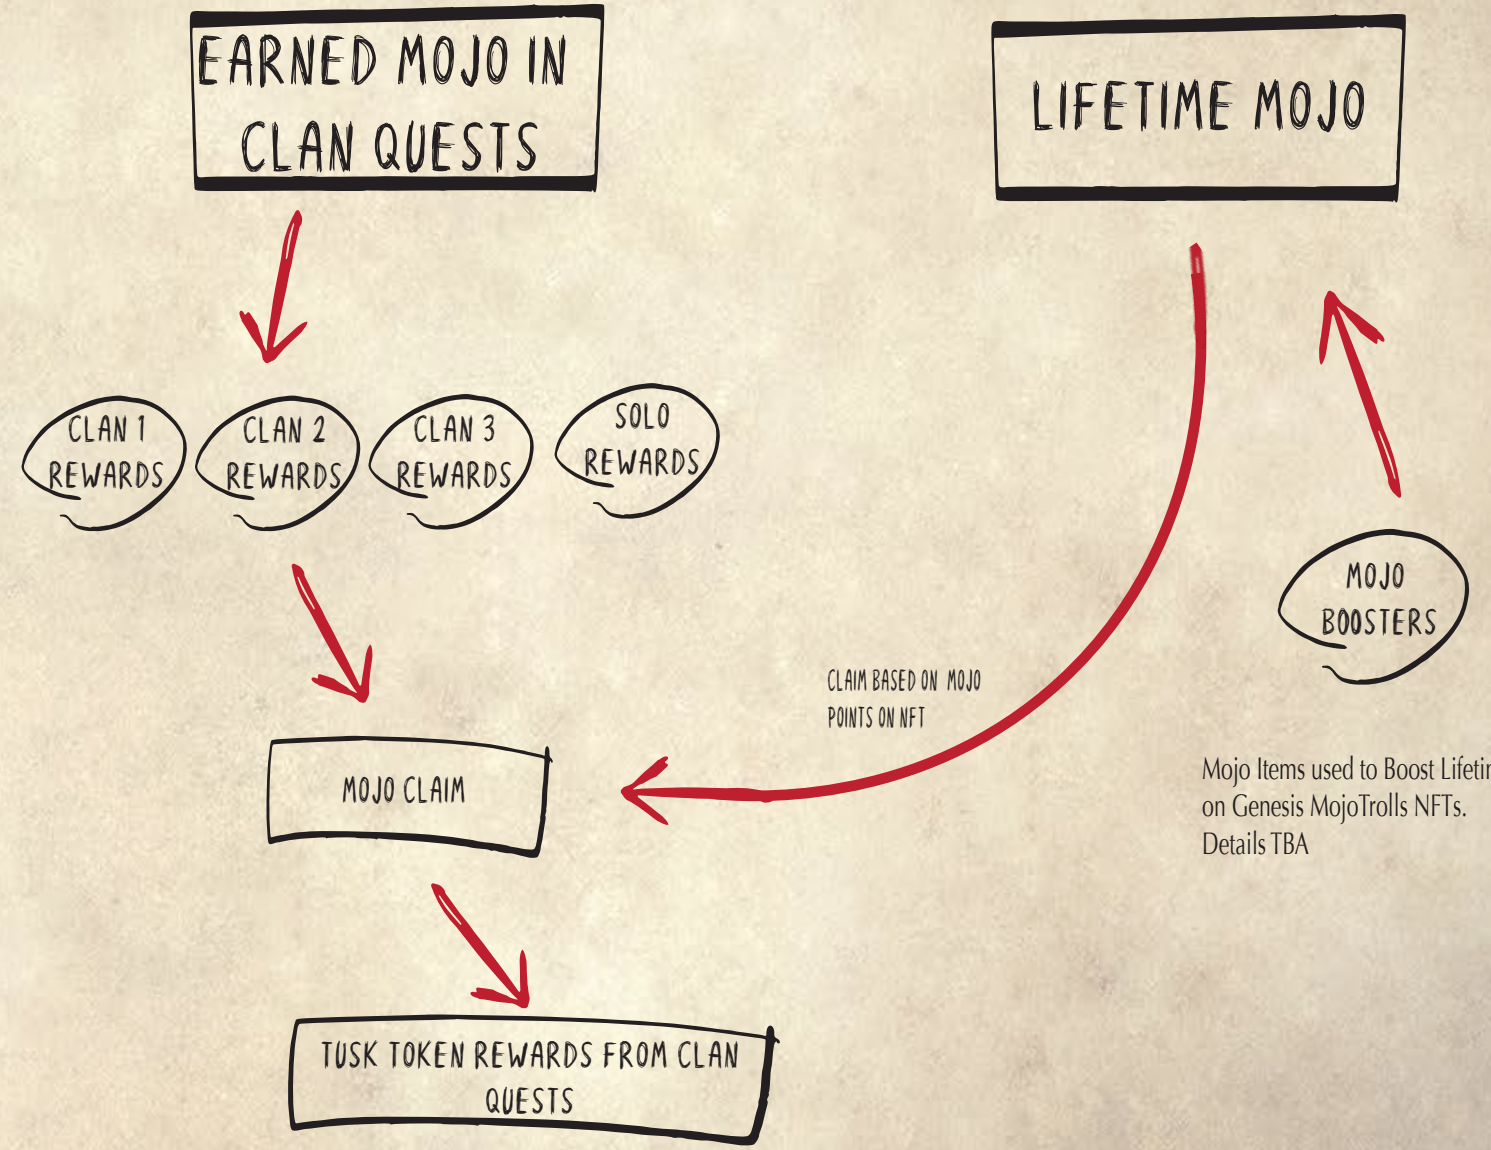 EARNED MOJO IN
CLAN QUESTS
LIFETIME MOJO
CLAN 1
REWARDS
CLAN 2
REWARDS
CLAN 3
REWARDS
SOLO
REWARDS
MOJO
BOOSTERS
CLAIM BASED ON MOJO
POINTS ON NFT
MOJO CLAIM
Mojo Items used to Boost
on Genesis MojoTrolls NFTs.
Details TBA
TUSK TOKEN REWARDS FROM CLAN
QUESTS